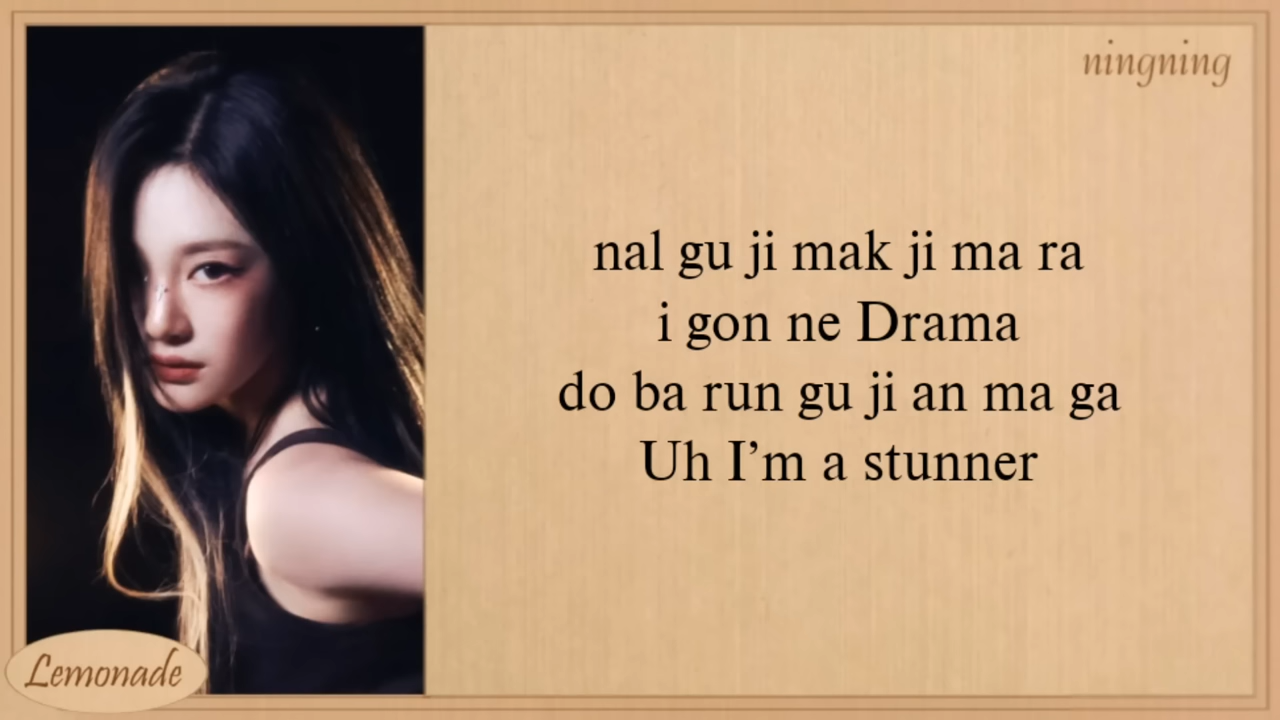 ningning
nal gu ji mak ji ma ra
i gon ne Drama
do ba run gu ji an ma ga
Uh I’m a stunner
Lemonade